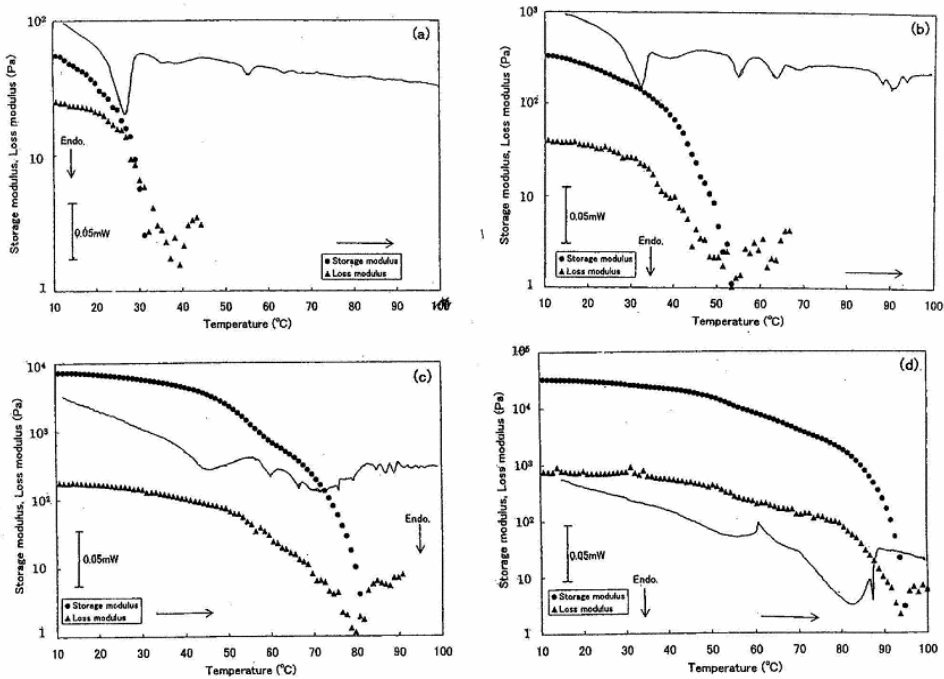 (a)
10²
10
1
Storage modulus, Loss modulus (Pa)
Endo.
0.05mW
Storage modulus
Loss modulus
10 20 30 40 50 60 70 80 90 100
Temperature (°C)
(b)
10³
10²
10
1
Storage modulus, Loss modulus (Pa)
0.05mW
Endo.
Storage modulus
Loss modulus
10 20 30 40 50 60 70 80 90 100
Temperature (°C)
(c)
10⁴
10³
10²
10
1
Storage modulus, Loss modulus (Pa)
Endo.
0.05mW
Storage modulus
Loss modulus
10 20 30 40 50 60 70 80 90 100
Temperature (°C)
(d)
10⁵
10⁴
10³
10²
10
1
Storage modulus, Loss modulus (Pa)
0.05mW
Endo.
Storage modulus
Loss modulus
10 20 30 40 50 60 70 80 90 100
Temperature (°C)